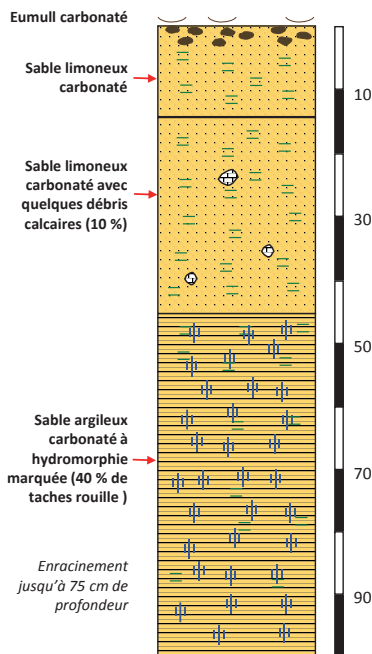 Eumull carbonaté
Sable limoneux
carbonaté
10
Sable limoneux
carbonaté avec
quelques débris
calcaires (10 %)
30
50
Sable argileux
carbonaté à
hydromorphie
marquée (40 % de
taches rouille )
70
Enracinement
jusqu'à 75 cm de
profondeur
90